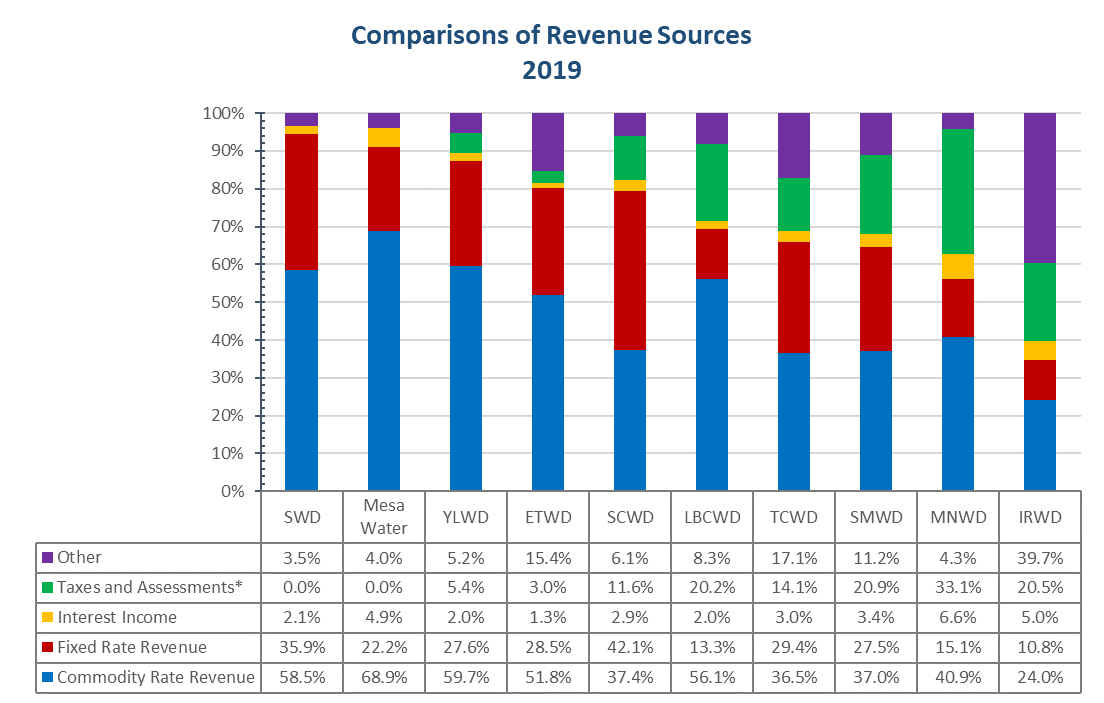 Comparisons of Revenue Sources
2019
100%
90%
80%
70%
60%
50%
40%
30%
20%
10%
0%
SWD Mesa Water YLWD ETWD SCWD LBCWD TCWD SMWD MNWD IRWD
Other 3.5% 4.0% 5.2% 15.4% 6.1% 8.3% 17.1% 11.2% 4.3% 39.7%
Taxes and Assessments* 0.0% 0.0% 5.4% 3.0% 11.6% 20.2% 14.1% 20.9% 33.1% 20.5%
Interest Income 2.1% 4.9% 2.0% 1.3% 2.9% 2.0% 3.0% 3.4% 6.6% 5.0%
Fixed Rate Revenue 35.9% 22.2% 27.6% 28.5% 42.1% 13.3% 29.4% 27.5% 15.1% 10.8%
Commodity Rate Revenue 58.5% 68.9% 59.7% 51.8% 37.4% 56.1% 36.5% 37.0% 40.9% 24.0%